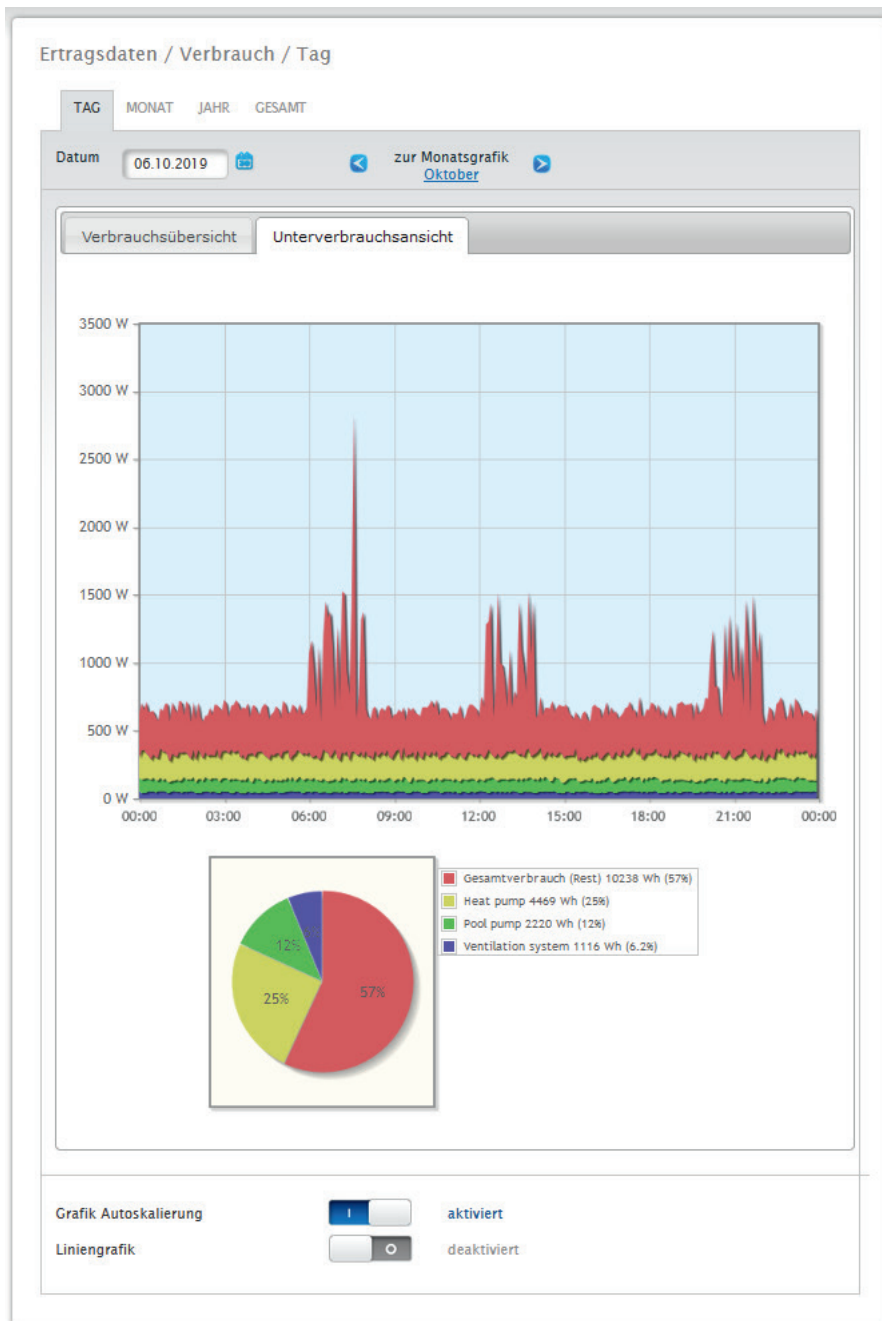 Ertragsdaten / Verbrauch / Tag
TAG MONAT JAHR GESAMT
Datum 06.10.2019 zur Monatsgrafik
Oktober
Verbrauchsübersicht Unterverbrauchsansicht
3500 W
3000 W
2500 W
2000 W
1500 W
1000 W
500 W
0 W
00:00 03:00 06:00 09:00 12:00 15:00 18:00 21:00 00:00
Gesamtverbrauch (Rest) 10238 Wh (57%)
Heat pump 4469 Wh (25%)
Pool pump 2220 Wh (12%)
Ventilation system 1116 Wh (6.2%)
12%
57%
25%
Grafik Autoskalierung I aktiviert
Liniengrafik O deaktiviert